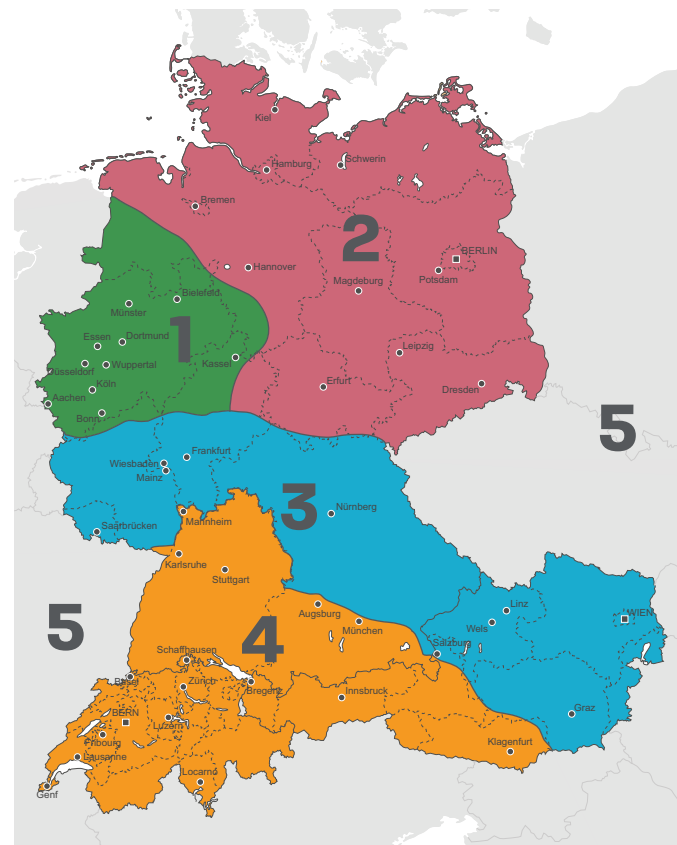 Kiel
Hamburg
Schwerin
Bremen
2
BERLIN
Hannover
Potsdam
Magdeburg
Bielefeld
Münster
1
Essen
Dortmund
Leipzig
Düsseldorf
Wuppertal
Kassel
Köln
Erfurt
Dresden
Aachen
Bonn
5
Frankfurt
Wiesbaden
Mainz
3
Nürnberg
Saarbrücken
Mannheim
Karlsruhe
Stuttgart
5
Augsburg
München
Linz
Wels
WIEN
4
Salzburg
Schaffhausen
Basel
Zürich
Bregenz
Innsbruck
BERN
Luzern
Graz
Fribourg
Lausanne
Klagenfurt
Locarno
Genf